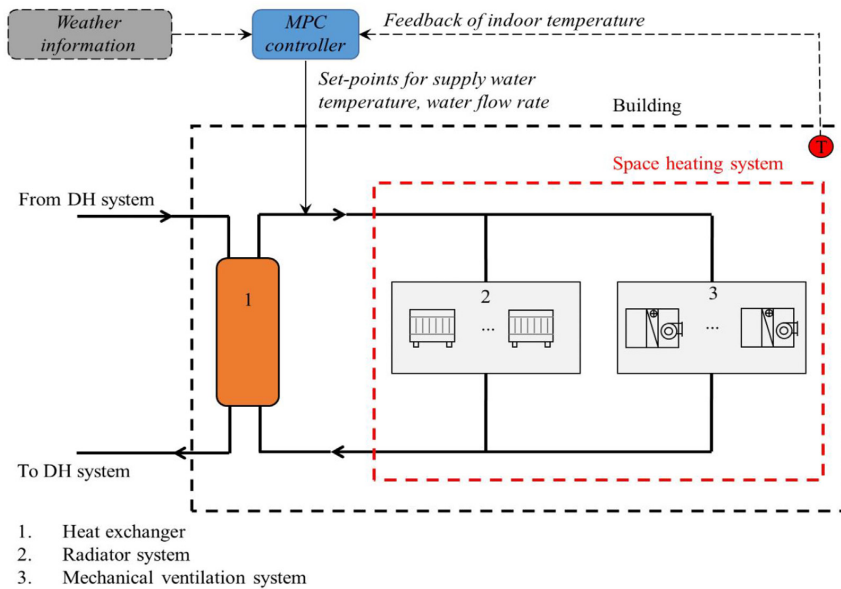 Weather
information
MPC
controller
Feedback of indoor temperature
Set-points for supply water
temperature, water flow rate
Building
T
Space heating system
From DH system
1
2
...
3
...
To DH system
1. Heat exchanger
2. Radiator system
3. Mechanical ventilation system